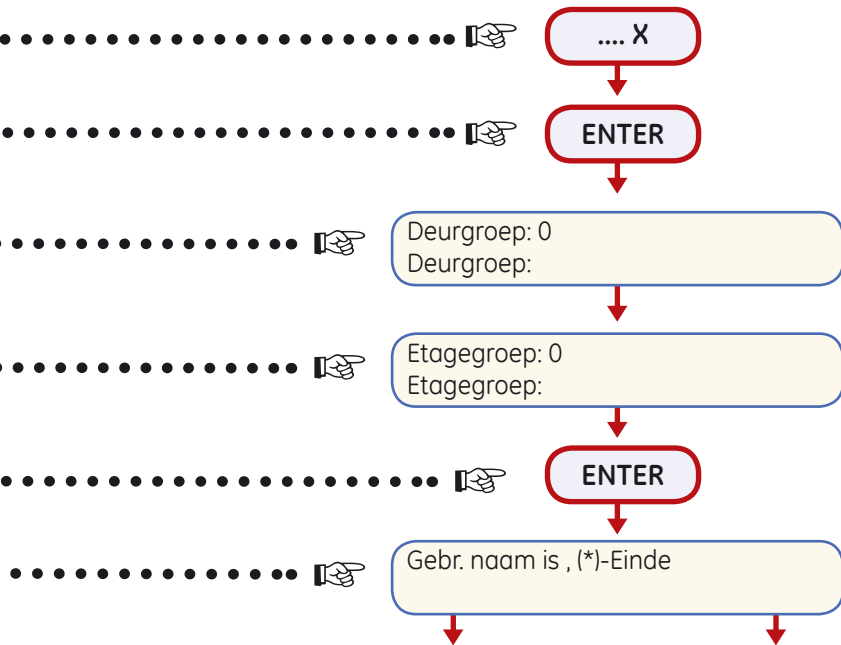 .... X
ENTER
Deurgroep: 0
Deurgroep:
Etagegroep: 0
Etagegroep:
ENTER
Gebr. naam is , (*)-Einde